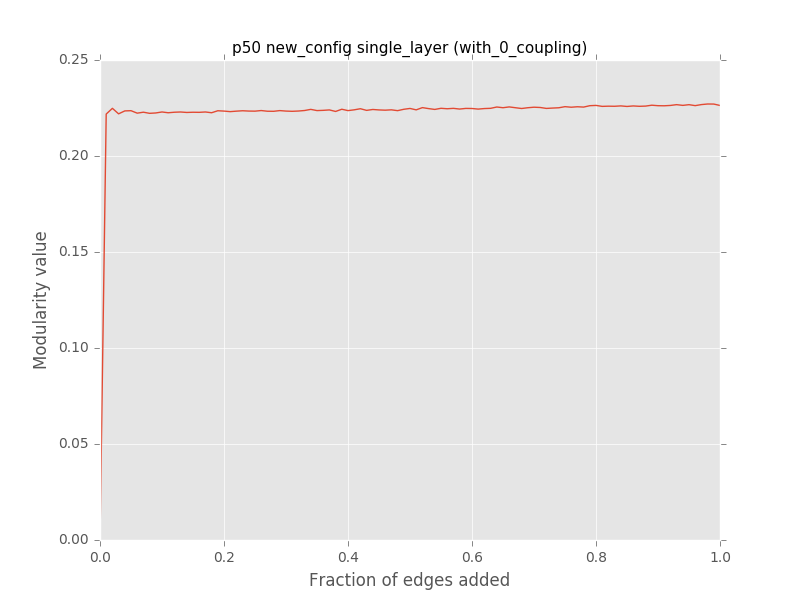 p50 new_config single_layer (with_0_coupling)
0.25
0.20
0.15
0.10
0.05
0.00
Modularity value
0.0 0.2 0.4 0.6 0.8 1.0
Fraction of edges added